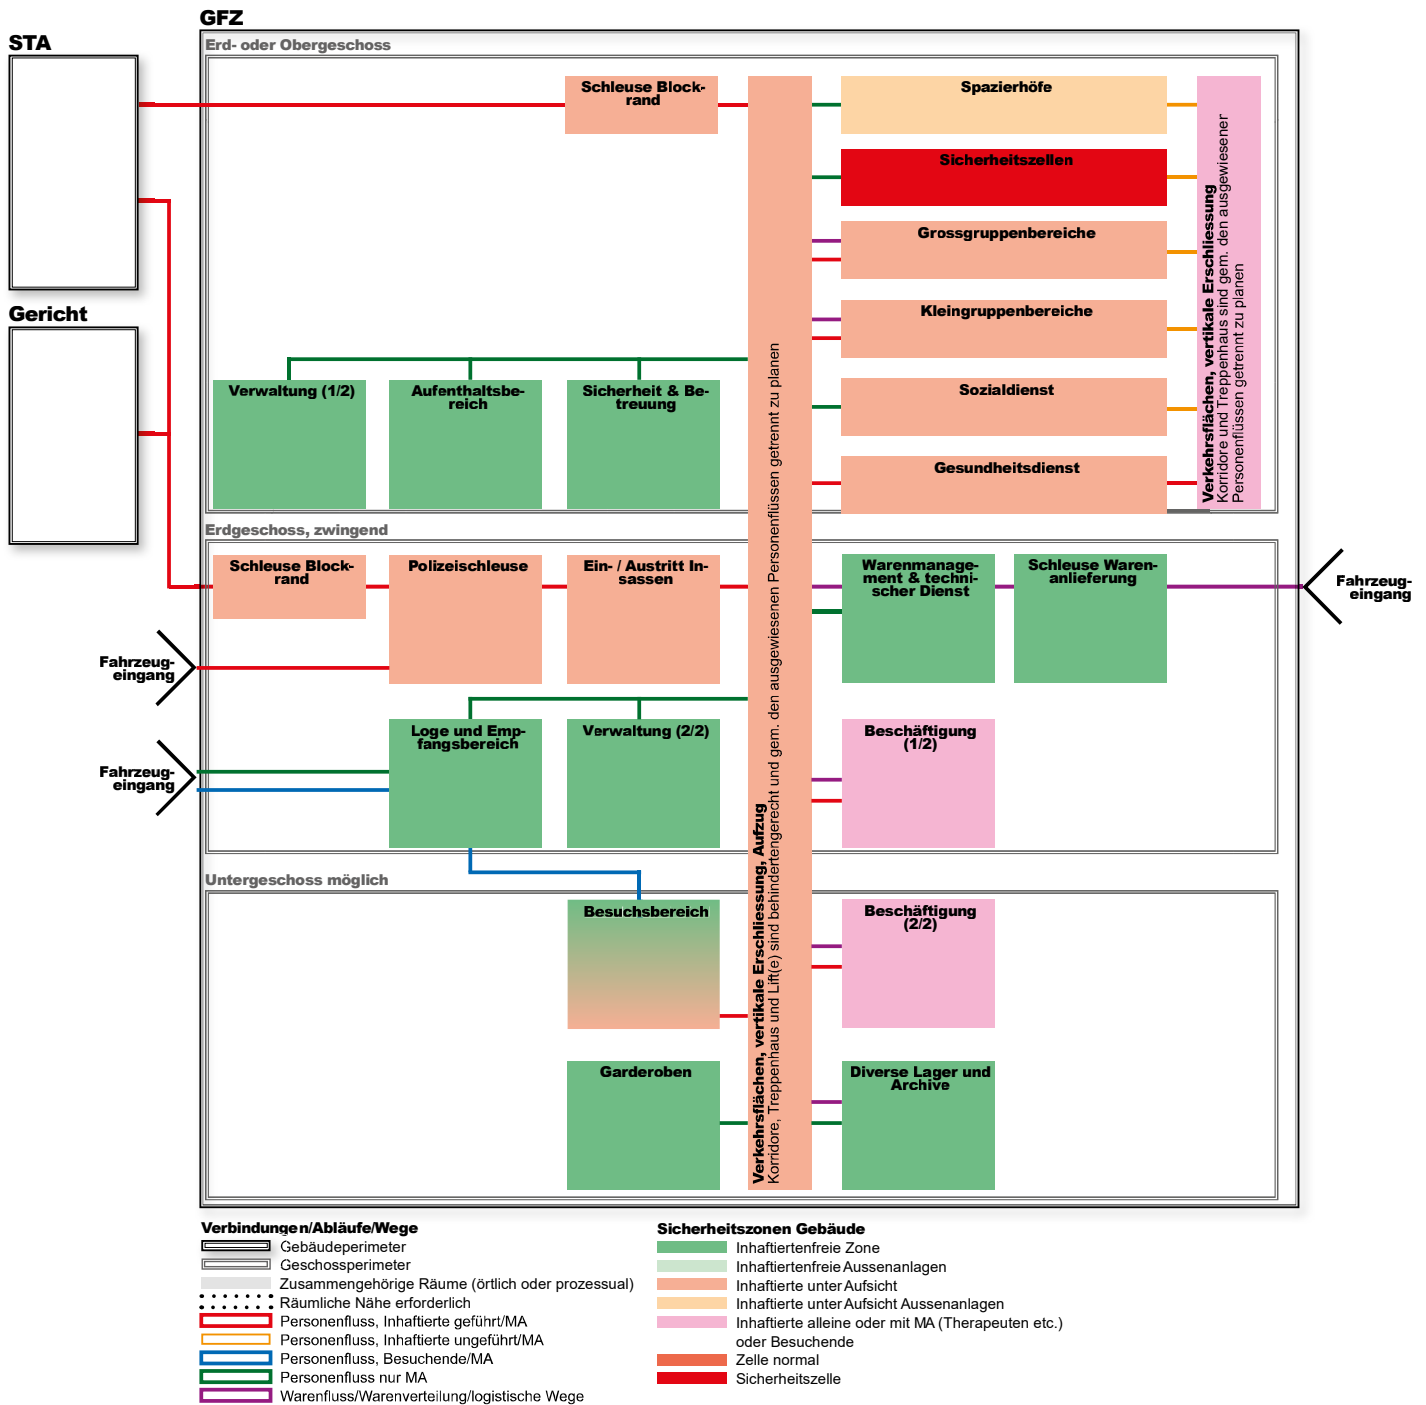 GFZ
STA
Erd- oder Obergeschoss
Schleuse Block-
rand
Spazierhöfe
Sicherheitszellen
Grossgruppenbereiche
Kleingruppenbereiche
Sozialdienst
Gesundheitsdienst
Verkehrsflächen, vertikale Erschliessung
Korridore und Treppenhaus sind gem. den ausgewiesener
Personenflüssen getrennt zu planen
Gericht
Verwaltung (1/2)
Aufenthaltsbe-
reich
Sicherheit & Be-
treuung
Verkehrsflächen, vertikale Erschliessung, Aufzug
Korridore, Treppenhaus und Lift(e) sind behindertengerecht und gem. den ausgewiesenen Personenflüssen getrennt zu planen
Erdgeschoss, zwingend
Schleuse Block-
rand
Polizeischleuse
Ein- / Austritt In-
sassen
Warenmanage-
ment & techni-
scher Dienst
Schleuse Waren-
anlieferung
Fahrzeug-
eingang
Fahrzeug-
eingang
Loge und Emp-
fangsbereich
Verwaltung (2/2)
Beschäftigung
(1/2)
Fahrzeug-
eingang
Untergeschoss möglich
Besuchsbereich
Beschäftigung
(2/2)
Garderoben
Diverse Lager und
Archive
Verbindungen/Abläufe/Wege
Gebäudeperimeter
Geschossperimeter
Zusammengehörige Räume (örtlich oder prozessual)
Räumliche Nähe erforderlich
Personenfluss, Inhaftierte geführt/MA
Personenfluss, Inhaftierte ungeführt/MA
Personenfluss, Besuchende/MA
Personenfluss nur MA
Warenfluss/Warenverteilung/logistische Wege
Sicherheitszonen Gebäude
Inhaftiertenfreie Zone
Inhaftiertenfreie Aussenanlagen
Inhaftierte unter Aufsicht
Inhaftierte unter Aufsicht Aussenanlagen
Inhaftierte alleine oder mit MA (Therapeuten etc.)
oder Besuchende
Zelle normal
Sicherheitszelle